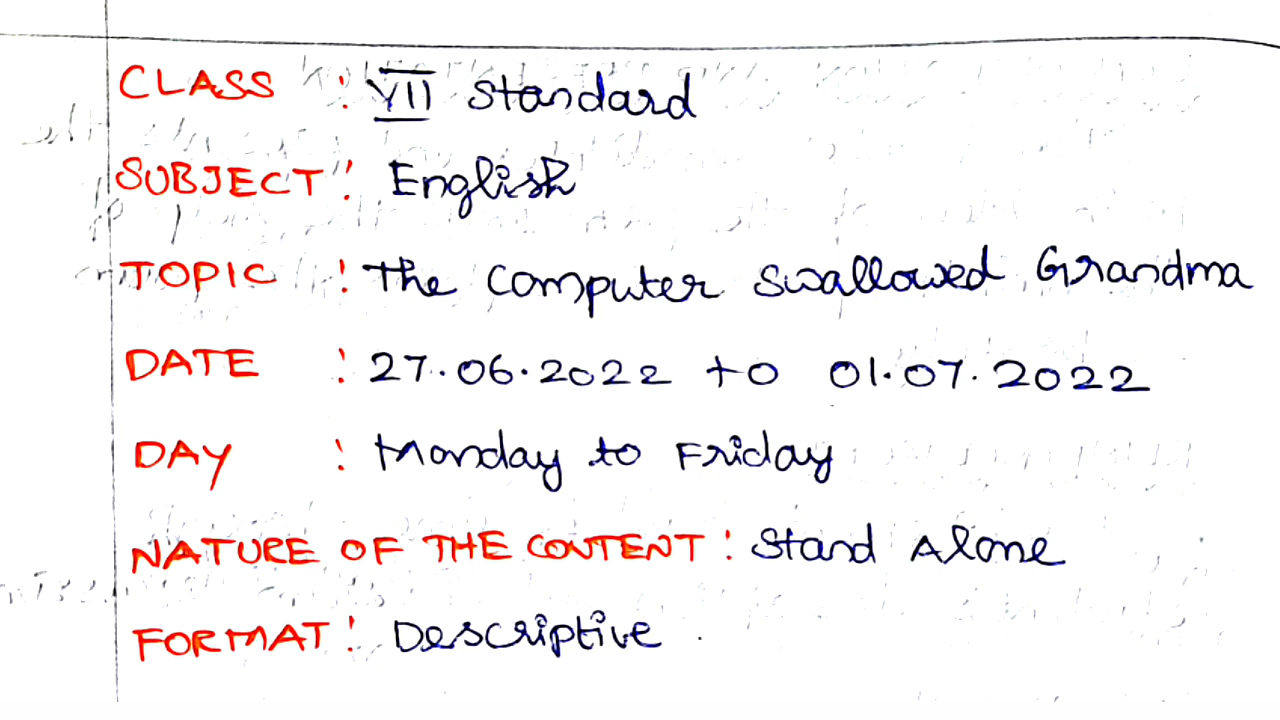 CLASS : VII Standard
SUBJECT : English
TOPIC : The Computer Swallowed Grandma
DATE : 27.06.2022 to 01.07.2022
DAY : Monday to Friday
NATURE OF THE CONTENT : Stand Alone
FORMAT : Descriptive .